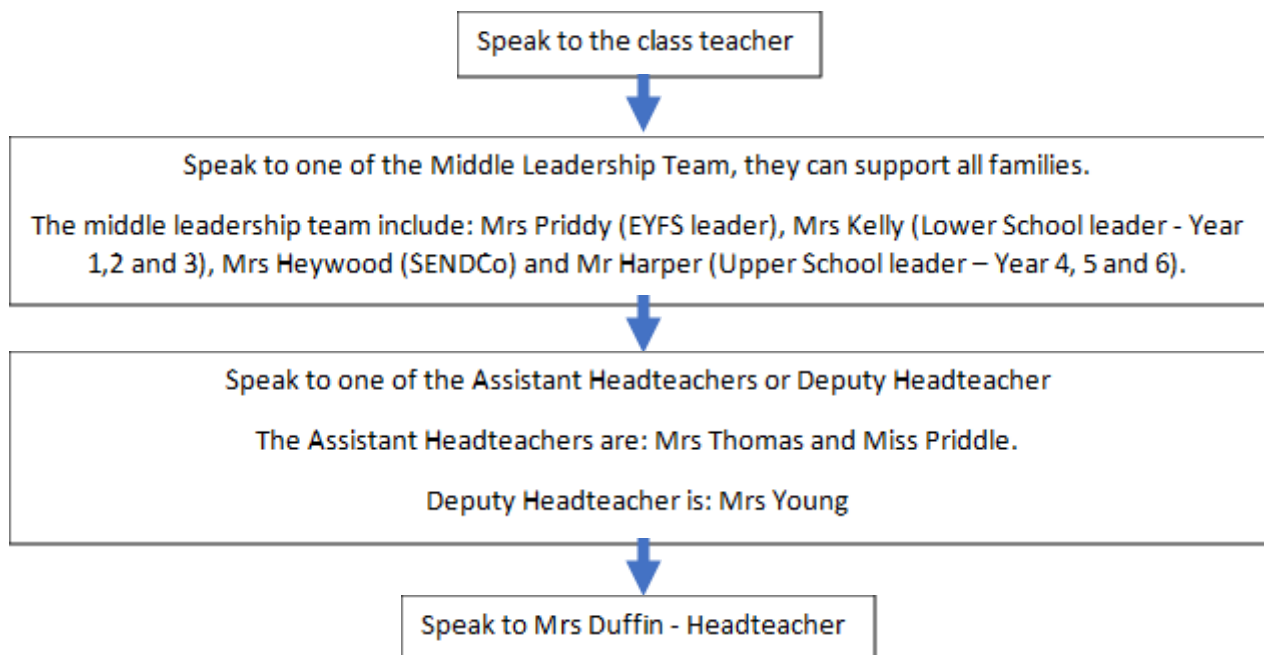 Speak to the class teacher
Speak to one of the Middle Leadership Team, they can support all families.
The middle leadership team include: Mrs Priddy (EYFS leader), Mrs Kelly (Lower School leader - Year
1,2 and 3), Mrs Heywood (SENDCo) and Mr Harper (Upper School leader – Year 4, 5 and 6).
Speak to one of the Assistant Headteachers or Deputy Headteacher
The Assistant Headteachers are: Mrs Thomas and Miss Priddle.
Deputy Headteacher is: Mrs Young
Speak to Mrs Duffin - Headteacher